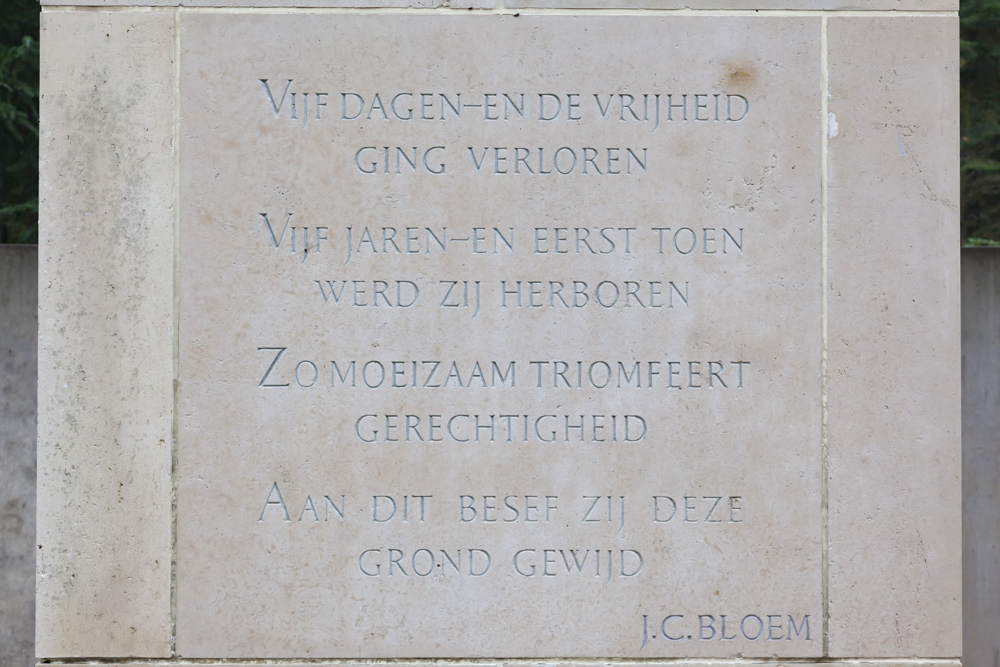 VIJF DAGEN–EN DE VRIJHEID
GING VERLOREN
VIJF JAREN–EN EERST TOEN
WERD ZIJ HERBOREN
ZO MOEIZAAM TRIOMFEERT
GERECHTIGHEID
AAN DIT BESEF ZIJ DEZE
GROND GEWIJD
J.C. BLOEM